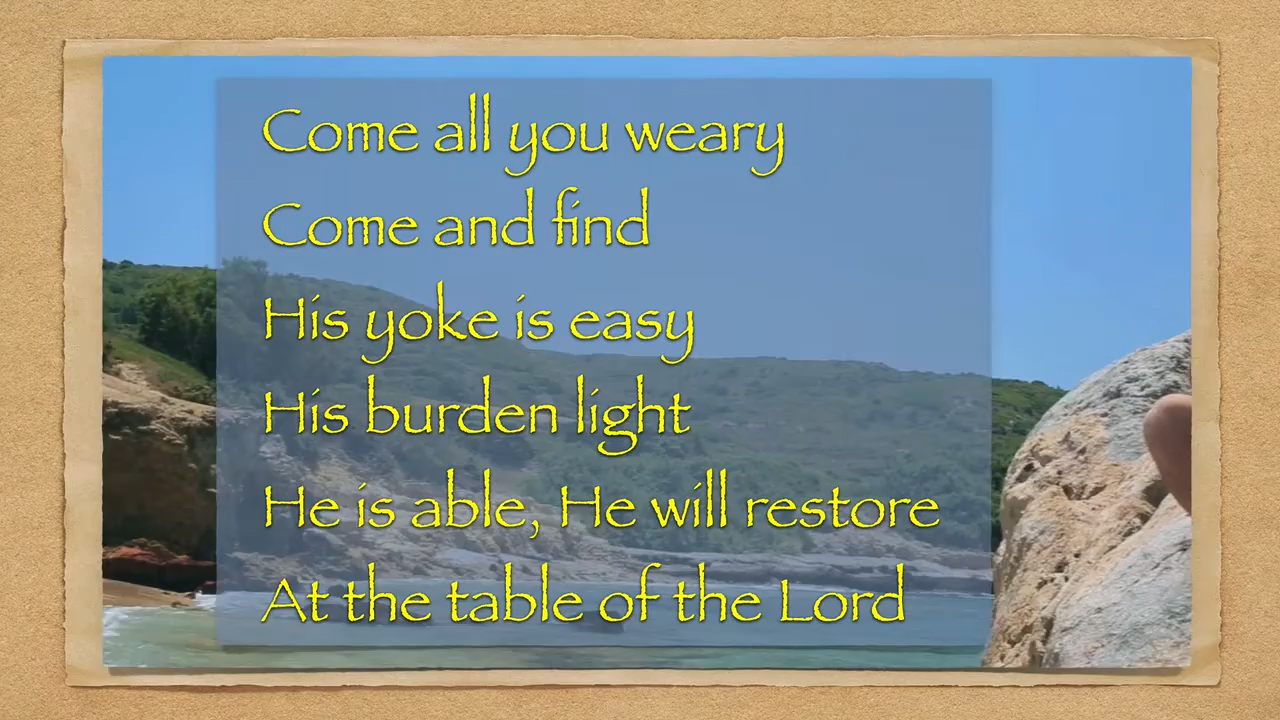 Come all you weary
Come and find
His yoke is easy
His burden light
He is able, He will restore
At the table of the Lord